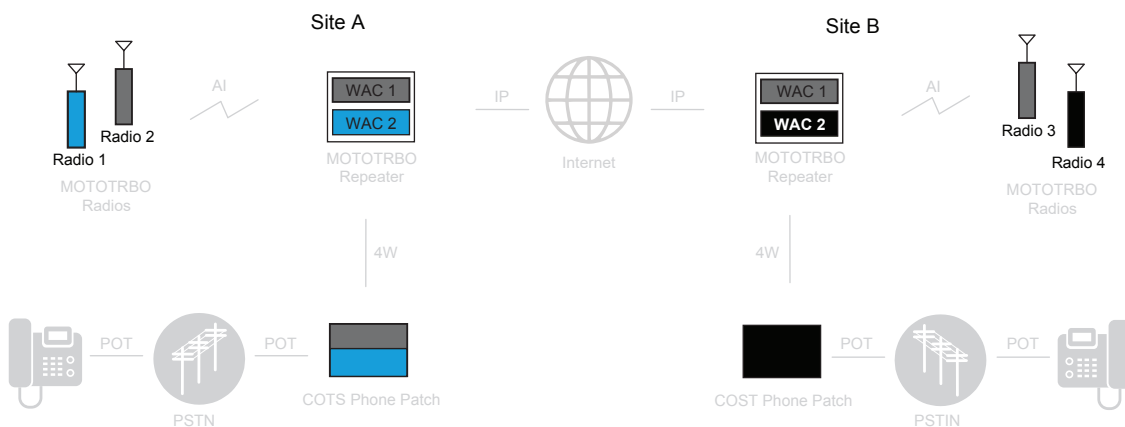 Site A
Site B
WAC 1
WAC 2
MOTOTRBO
Repeater
AI
Radio 2
Radio 1
MOTOTRBO
Radios
IP
Internet
IP
WAC 1
WAC 2
MOTOTRBO
Repeater
AI
Radio 3
Radio 4
MOTOTRBO
Radios
4W
4W
POT
PSTN
POT
COTS Phone Patch
COST Phone Patch
POT
PSTIN
POT